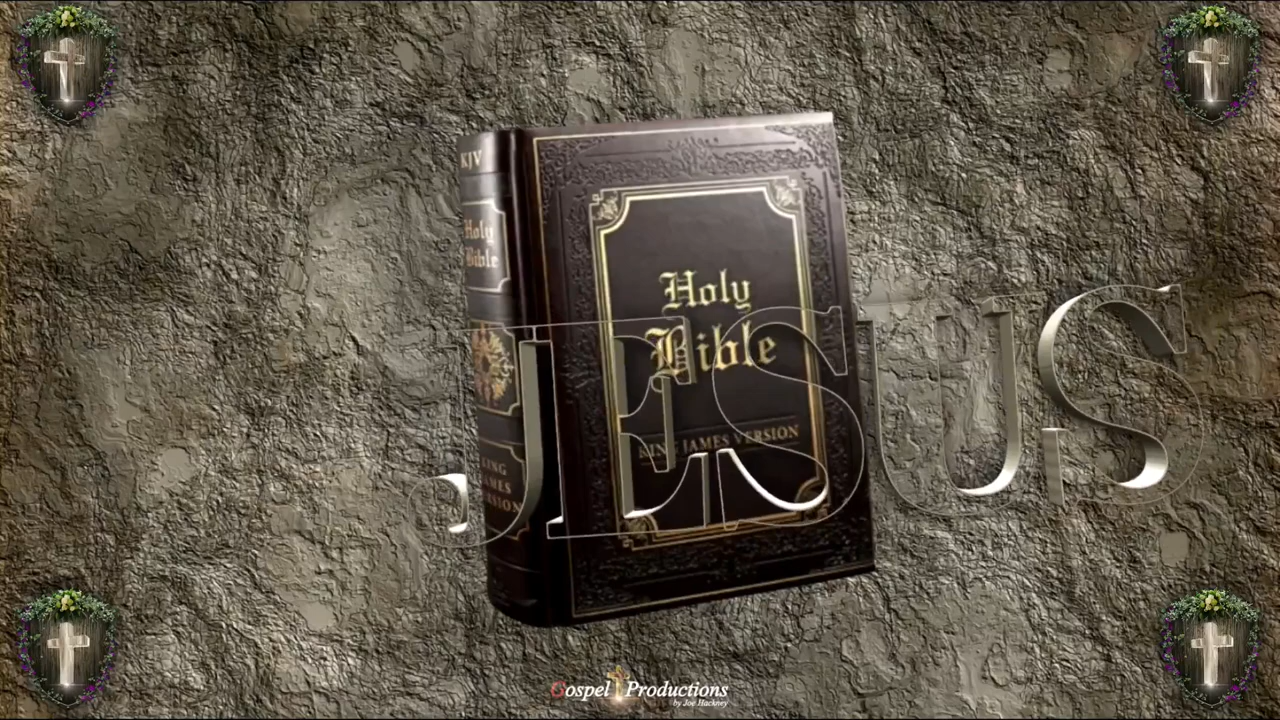 KJV
Holy
Bible
KING
JAMES
VERSION
Holy
Bible
KING JAMES VERSION
JESUS
Gospel Productions
by Joe Hackney